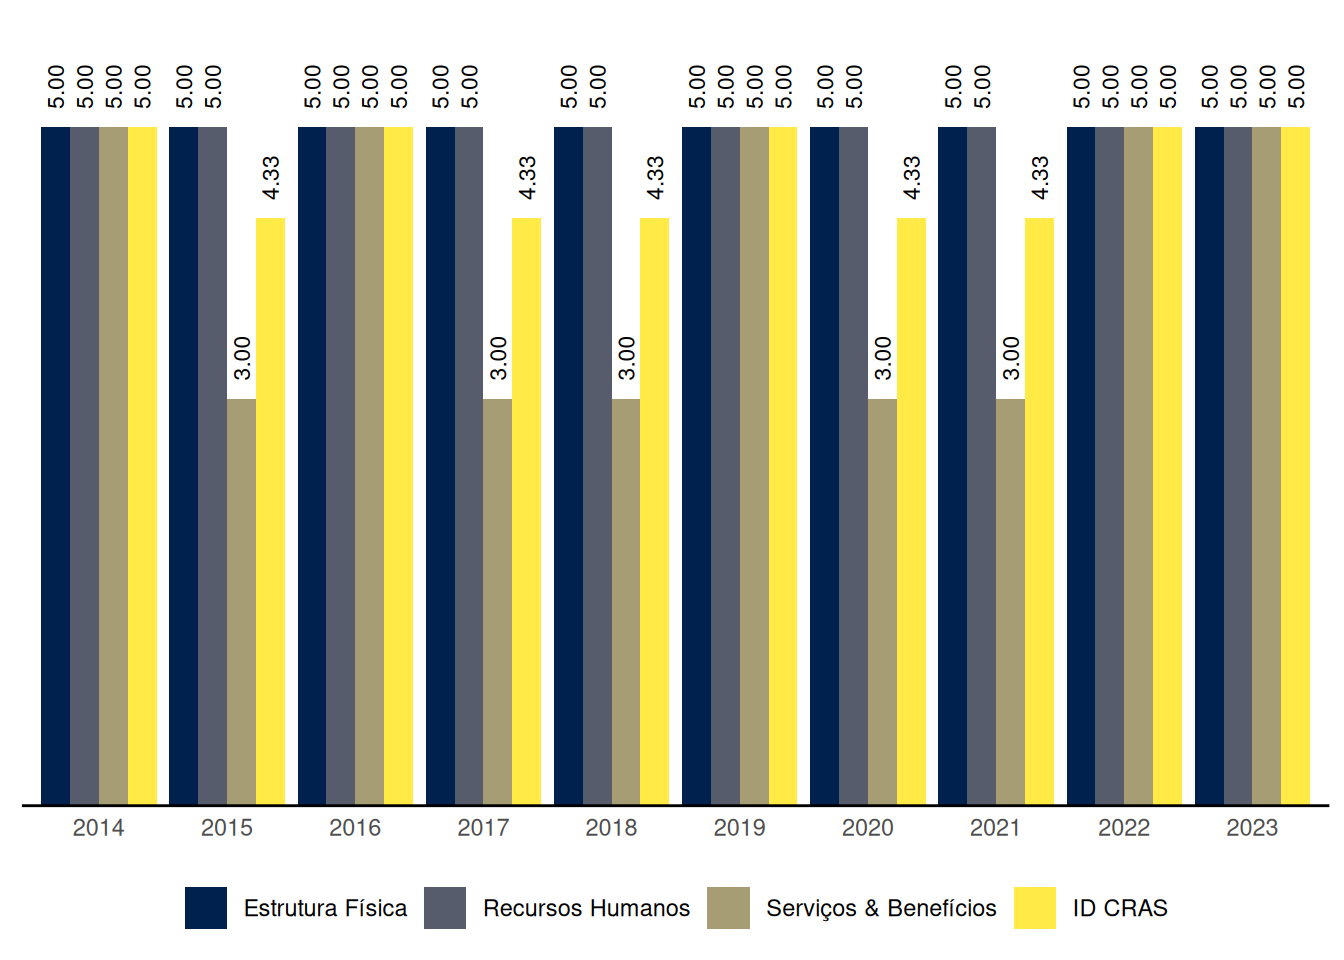 5.00 5.00 5.00 5.00 5.00 5.00 3.00 4.33 5.00 5.00 5.00 5.00 5.00 5.00 3.00 4.33 5.00 5.00 3.00 4.33 5.00 5.00 5.00 5.00 5.00 5.00 3.00 4.33 5.00 5.00 3.00 4.33 5.00 5.00 5.00 5.00 5.00 5.00 5.00 5.00
2014 2015 2016 2017 2018 2019 2020 2021 2022 2023
Estrutura Física Recursos Humanos Serviços & Benefícios ID CRAS